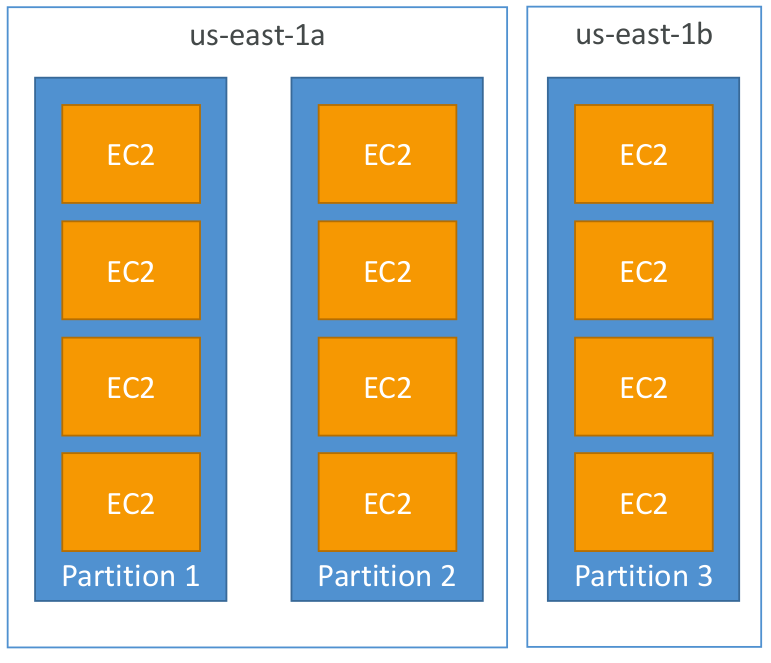 us-east-1a
EC2
EC2
EC2
EC2
Partition 1
EC2
EC2
EC2
EC2
Partition 2
us-east-1b
EC2
EC2
EC2
EC2
Partition 3